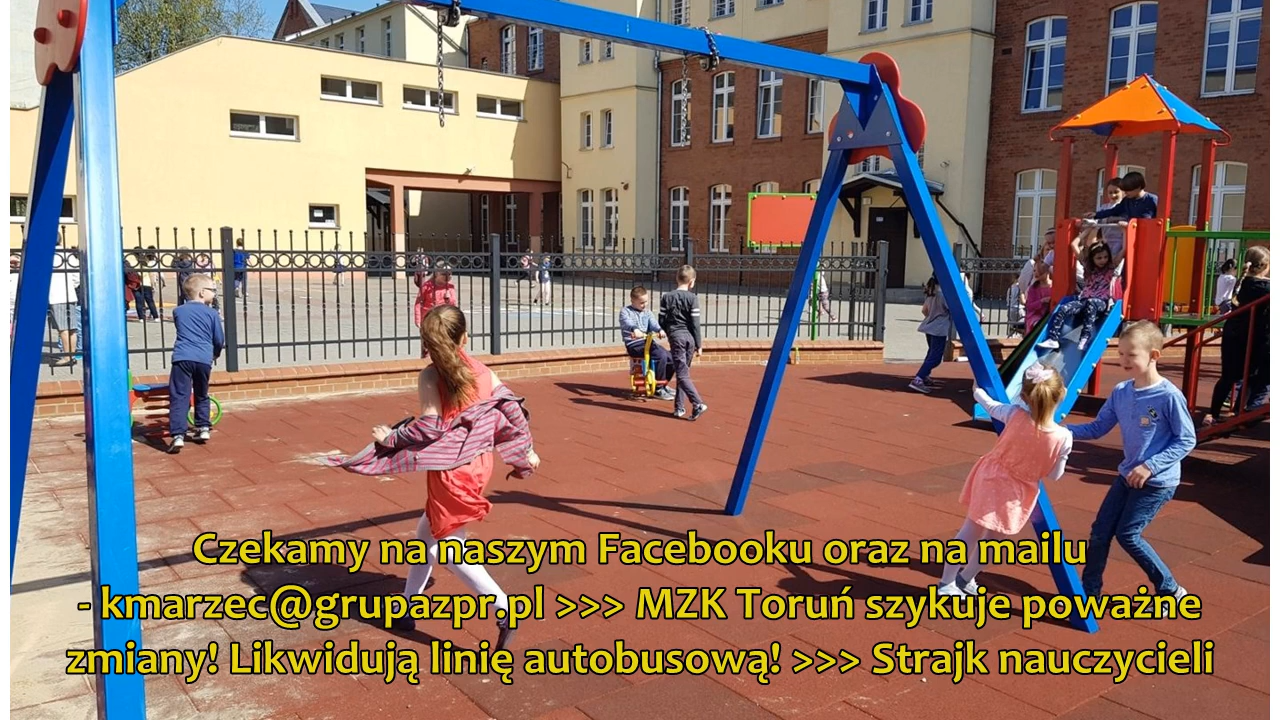 Czekamy na naszym Facebooku oraz na mailu
- kmarzec@grupazpr.pl >>> MZK Toruń szykuje poważne
zmiany! Likwidują linię autobusową! >>> Strajk nauczycieli